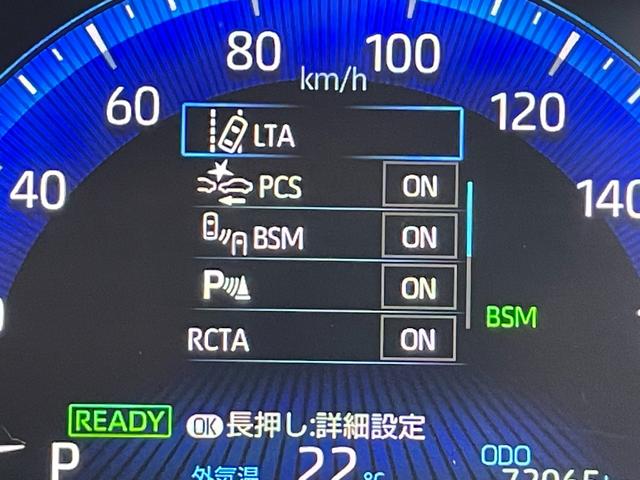 80
100
km/h
60
120
40
140
LTA
PCS ON
BSM ON
P ON
RCTA ON
BSM
READY
OK 長押し:詳細設定
P
外気温 22 ℃
ODO